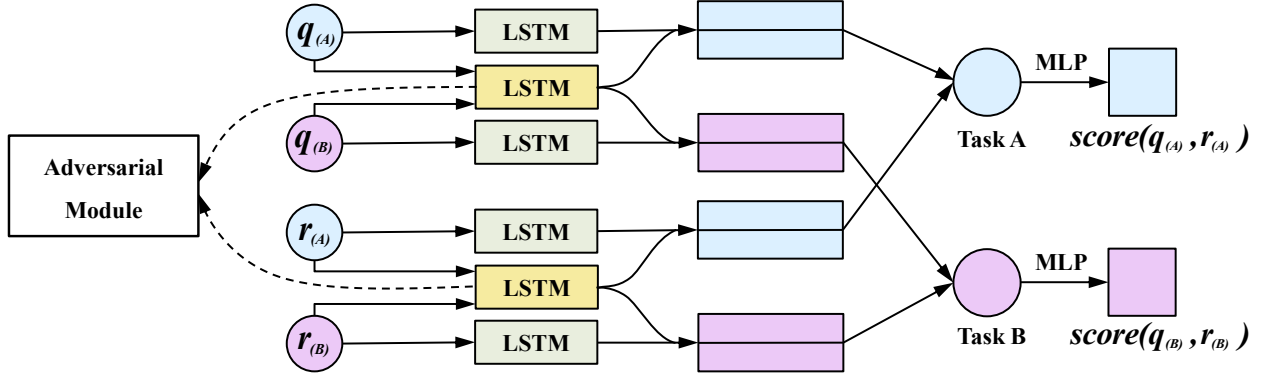 q(A)
LSTM
LSTM
q(B)
LSTM
Adversarial
Module
r(A)
LSTM
LSTM
r(B)
LSTM
MLP
Task A
score(q(A) , r(A) )
MLP
Task B
score(q(B) , r(B) )